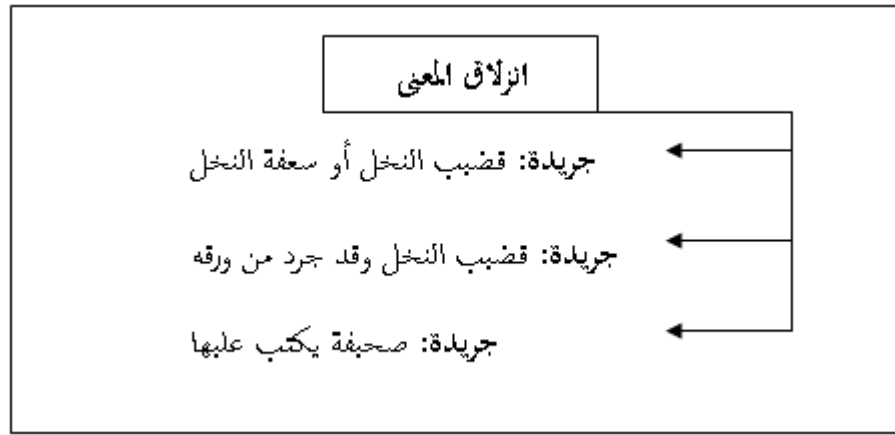 انزلاق المعنى
جريدة: قضيب النخل أو سعفة النخل
جريدة: قضيب النخل وقد جرد من ورقه
جريدة: صحيفة يكتب عليها